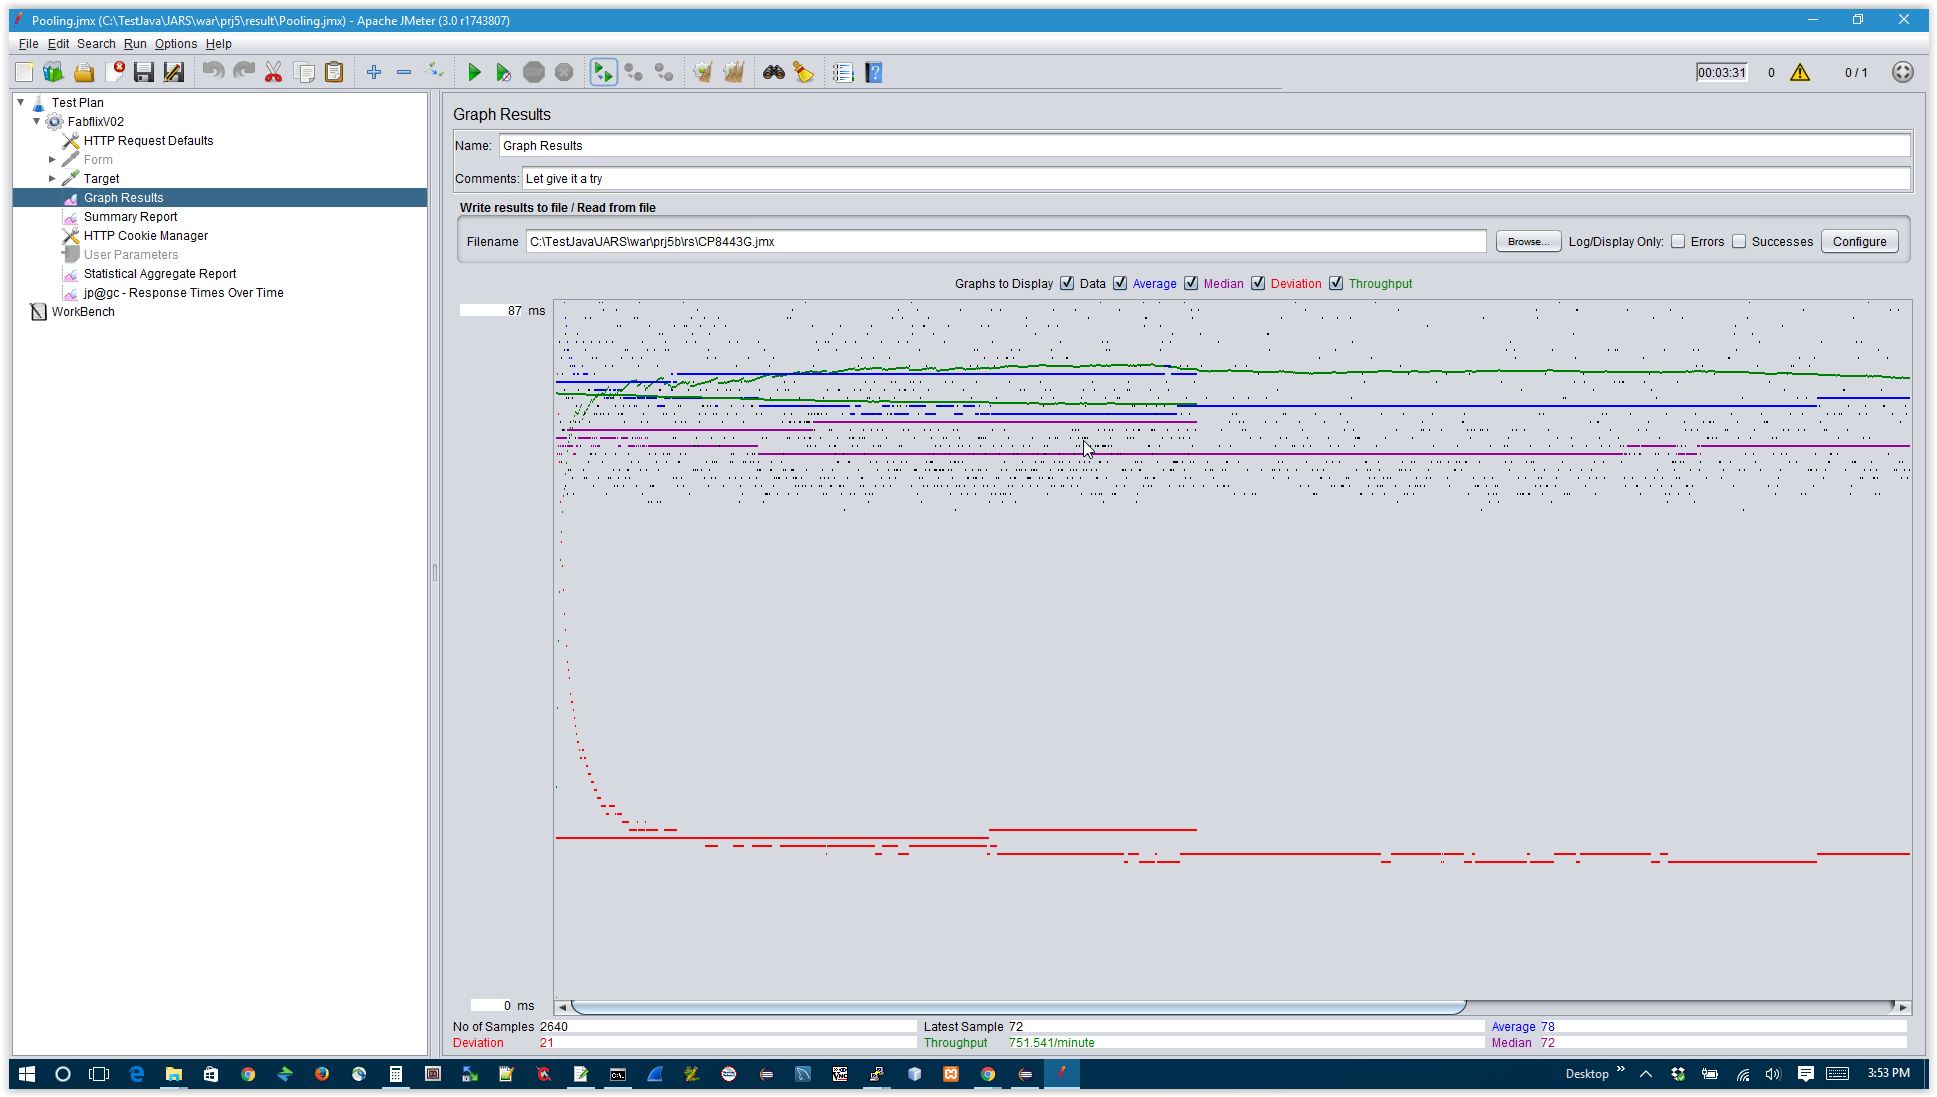 Pooling.jmx (C:\TestJava\JARS\war\prj5\result\Pooling.jmx) - Apache JMeter (3.0 r1743807)
File Edit Search Run Options Help
00:03:31 0 0 / 1
Test Plan
FabflixV02
HTTP Request Defaults
Form
Target
Graph Results
Summary Report
HTTP Cookie Manager
User Parameters
Statistical Aggregate Report
jp@gc - Response Times Over Time
WorkBench
Graph Results
Name: Graph Results
Comments: Let give it a try
Write results to file / Read from file
Filename C:\TestJava\JARS\war\prj5b\rs\CP8443G.jmx Browse... Log/Display Only: Errors Successes Configure
Graphs to Display Data Average Median Deviation Throughput
87 ms
0 ms
No of Samples 2640 Latest Sample 72 Average 78
Deviation 21 Throughput 751.541/minute Median 72
Desktop 3:53 PM